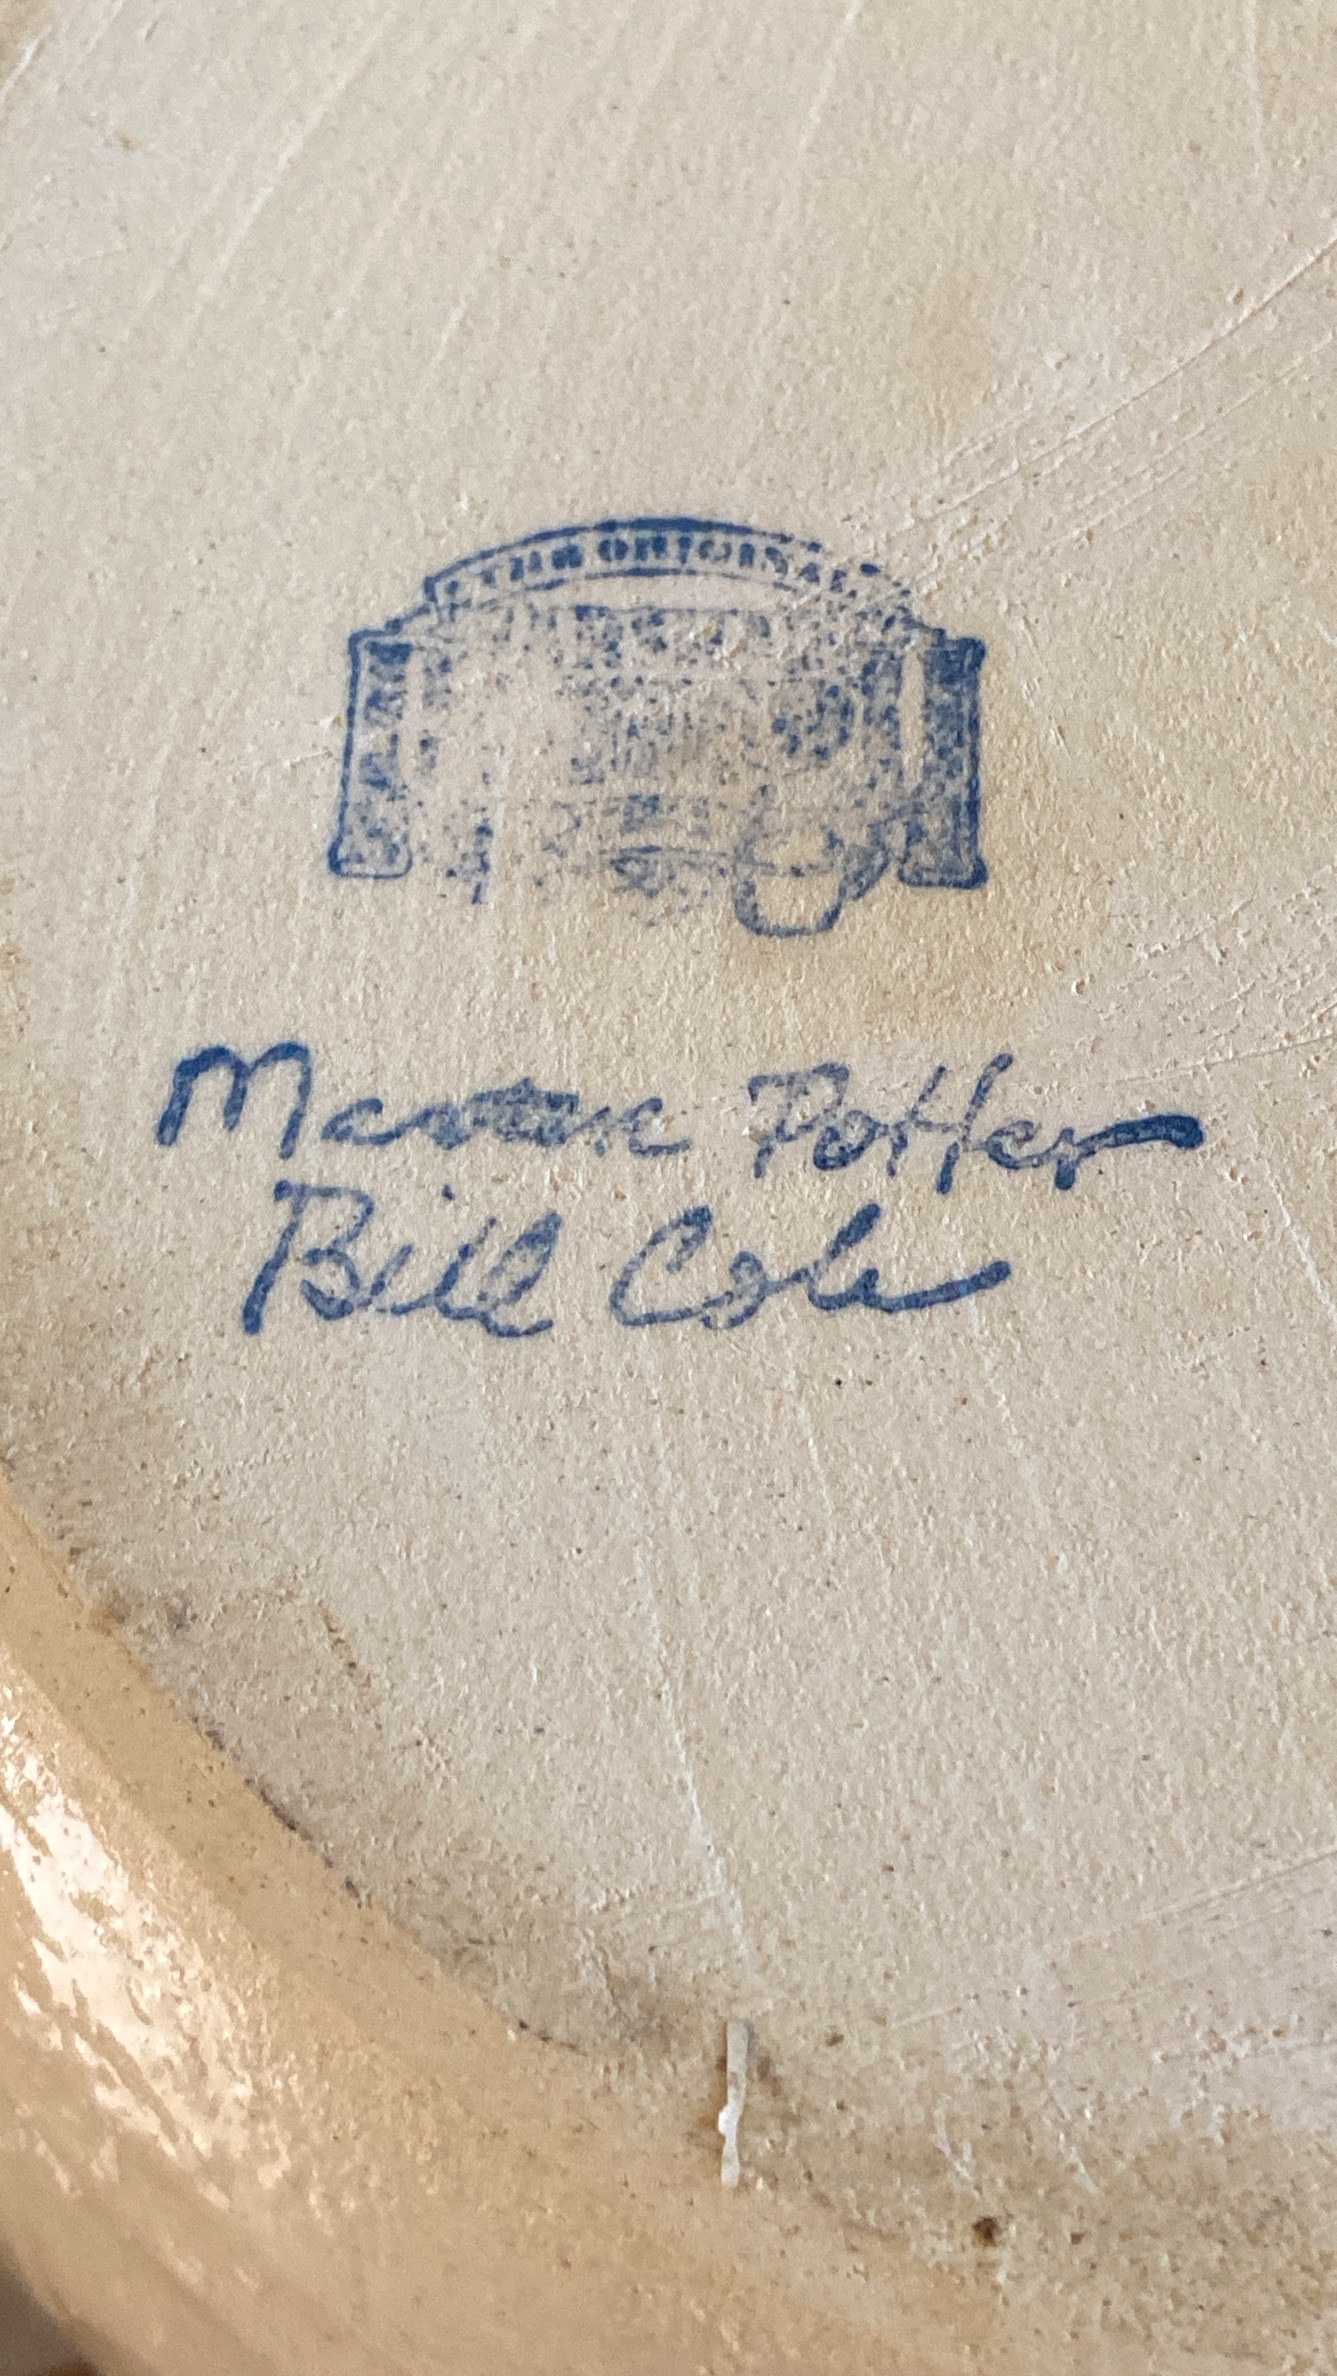 THE ORIGINAL
Master Potter
Bill Cole